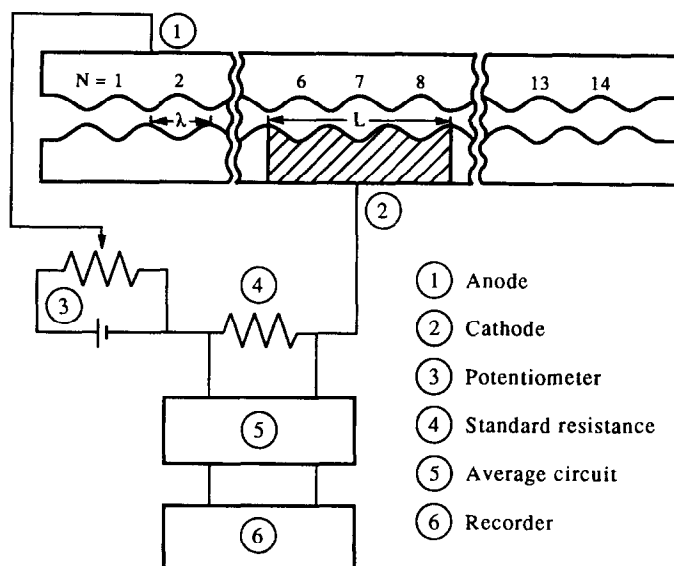 1
N = 1 2 6 7 8 13 14
λ L
2
3
4
5
6
1 Anode
2 Cathode
3 Potentiometer
4 Standard resistance
5 Average circuit
6 Recorder